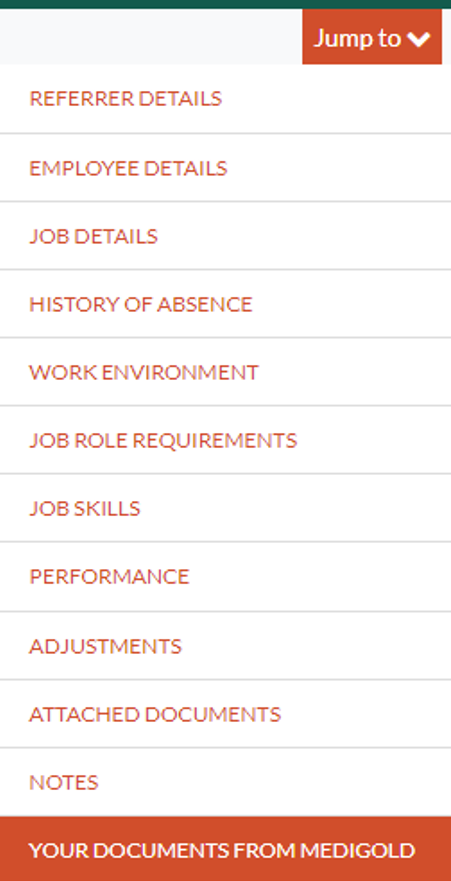 Jump to
REFERRER DETAILS
EMPLOYEE DETAILS
JOB DETAILS
HISTORY OF ABSENCE
WORK ENVIRONMENT
JOB ROLE REQUIREMENTS
JOB SKILLS
PERFORMANCE
ADJUSTMENTS
ATTACHED DOCUMENTS
NOTES
YOUR DOCUMENTS FROM MEDIGOLD